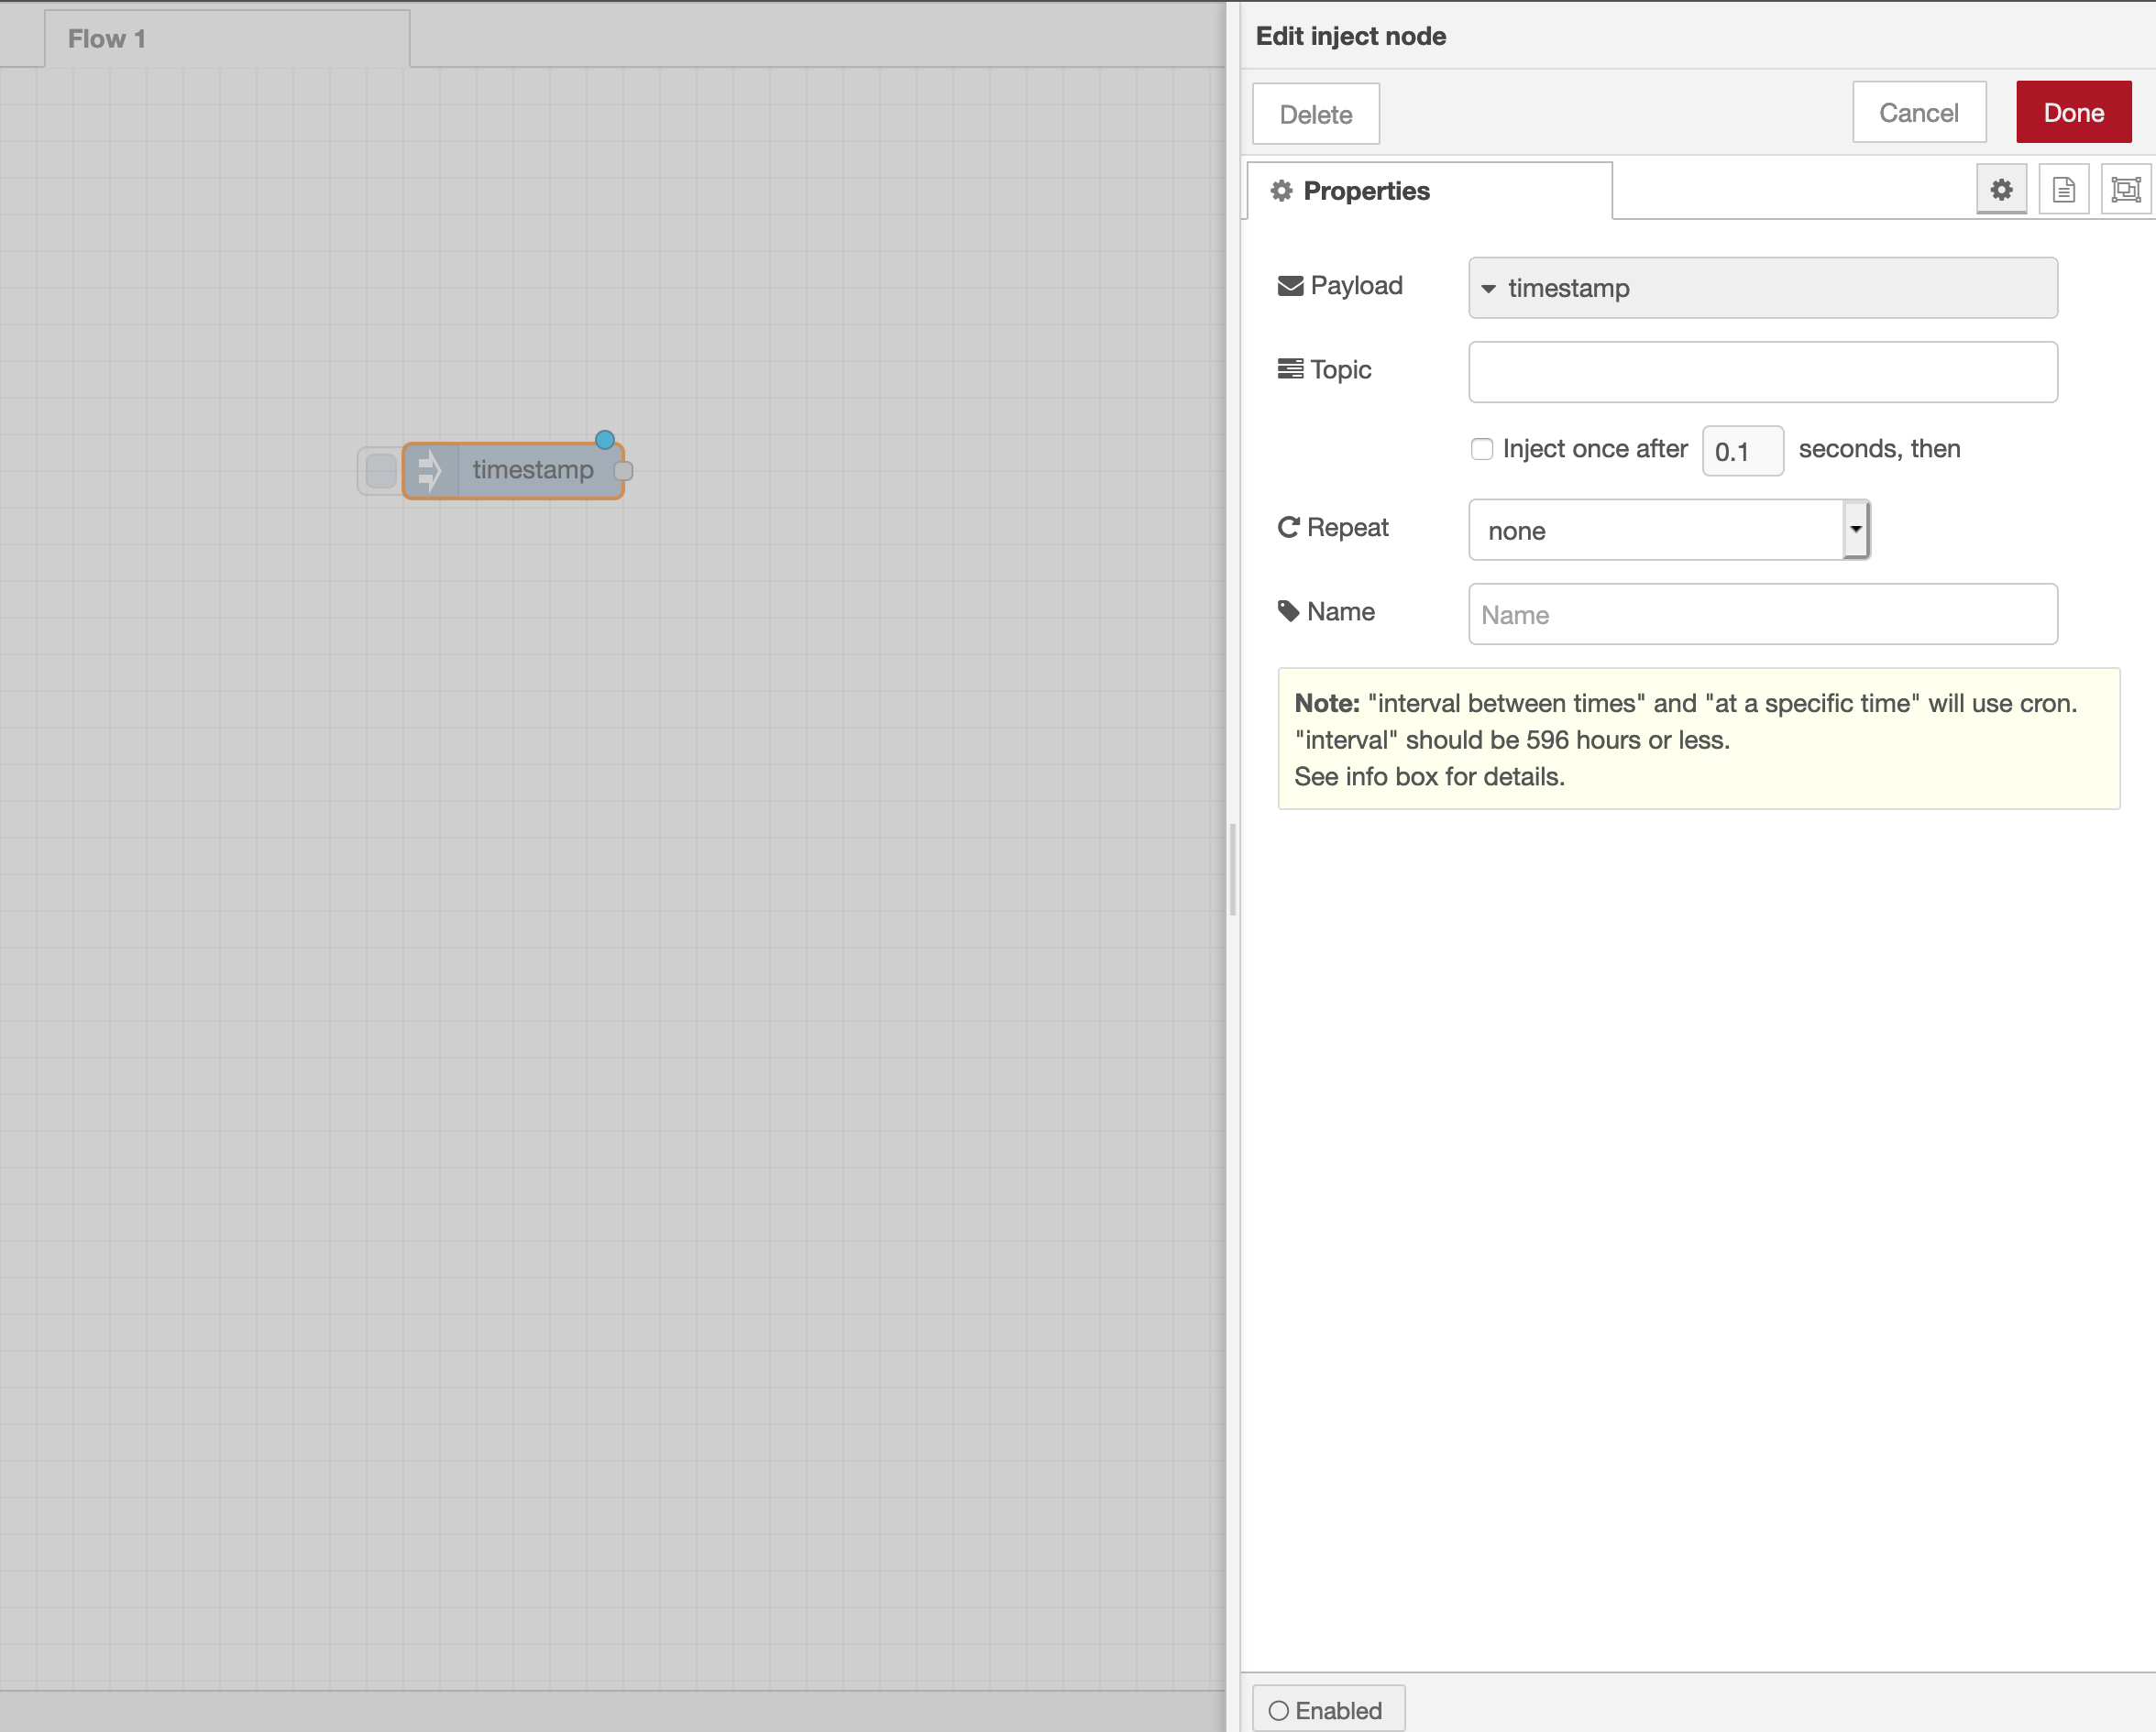 Flow 1
timestamp
Edit inject node
Delete
Cancel
Done
Properties
Payload
timestamp
Topic
Inject once after 0.1 seconds, then
Repeat
none
Name
Name
Note: "interval between times" and "at a specific time" will use cron.
"interval" should be 596 hours or less.
See info box for details.
Enabled